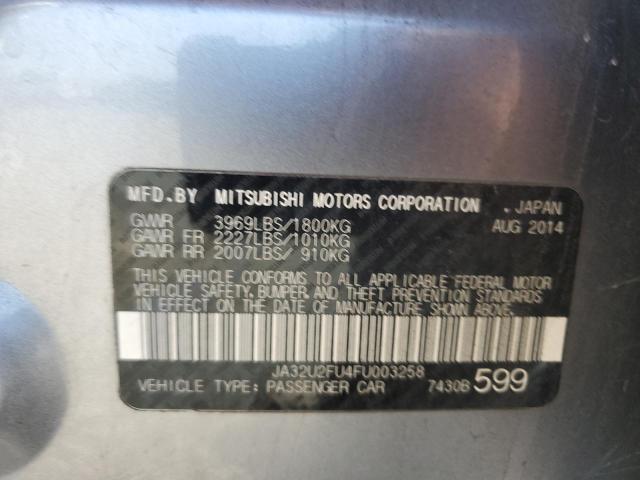 MFD.BY MITSUBISHI MOTORS CORPORATION , JAPAN
GVWR 3969LBS/1800KG AUG 2014
GAWR FR 2227LBS/1010KG
GAWR RR 2007LBS/ 910KG
THIS VEHICLE CONFORMS TO ALL APPLICABLE FEDERAL MOTOR
VEHICLE SAFETY, BUMPER, AND THEFT PREVENTION STANDARDS
IN EFFECT ON THE DATE OF MANUFACTURE SHOWN ABOVE.
JA32U2FU4FU003258
VEHICLE TYPE: PASSENGER CAR 7430B 599